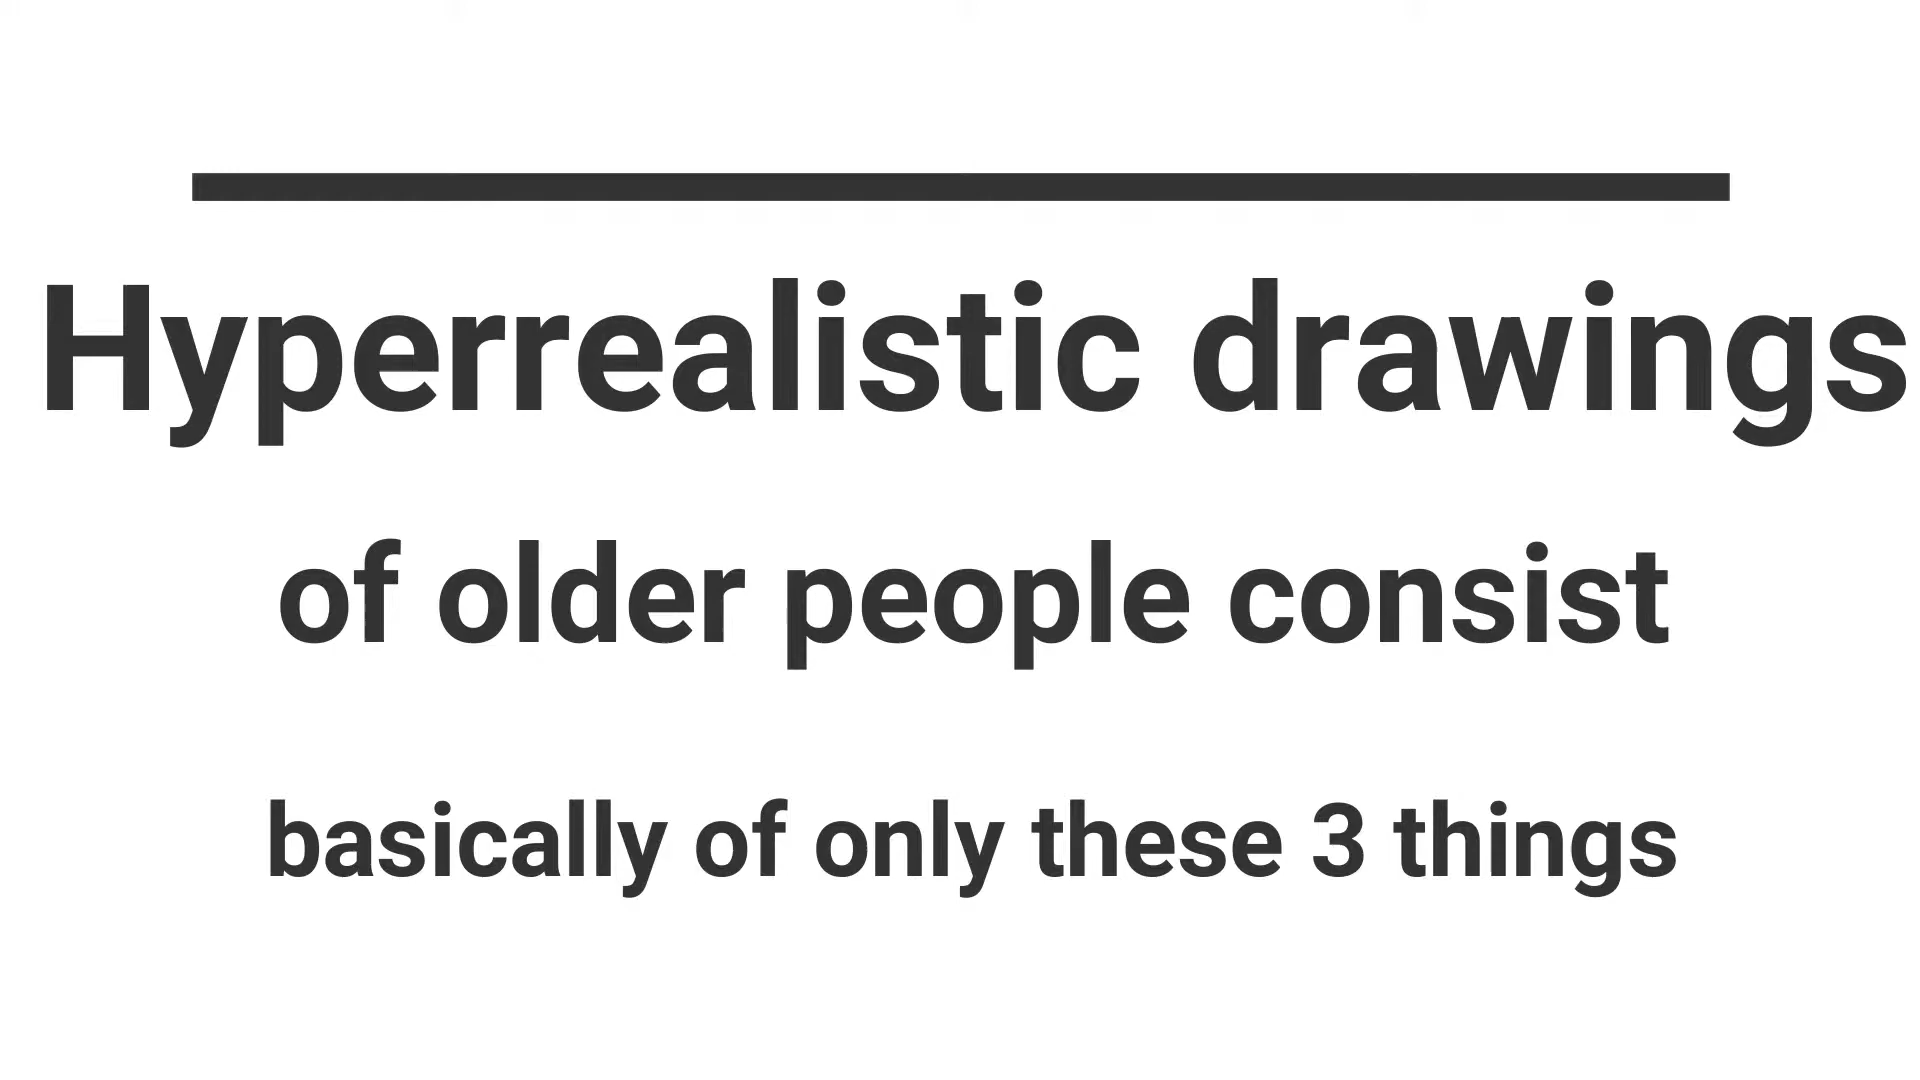 Hyperrealistic drawings
of older people consist
basically of only these 3 things